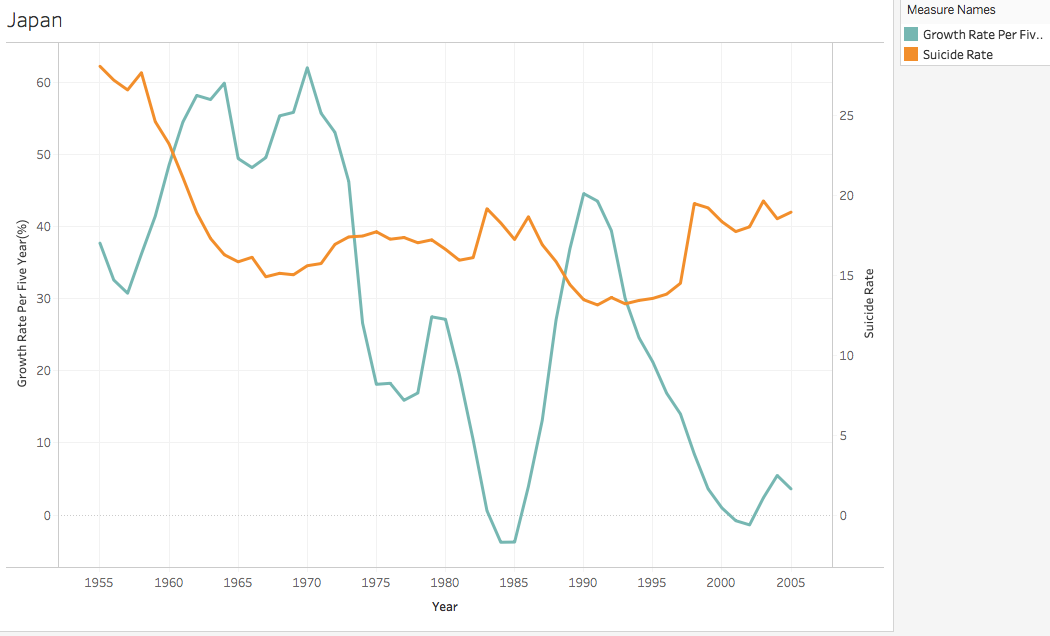 Japan
Measure Names
Growth Rate Per Fiv..
Suicide Rate
60
50
40
30
20
10
0
Growth Rate Per Five Year(%)
25
20
15
10
5
0
Suicide Rate
1955 1960 1965 1970 1975 1980 1985 1990 1995 2000 2005
Year